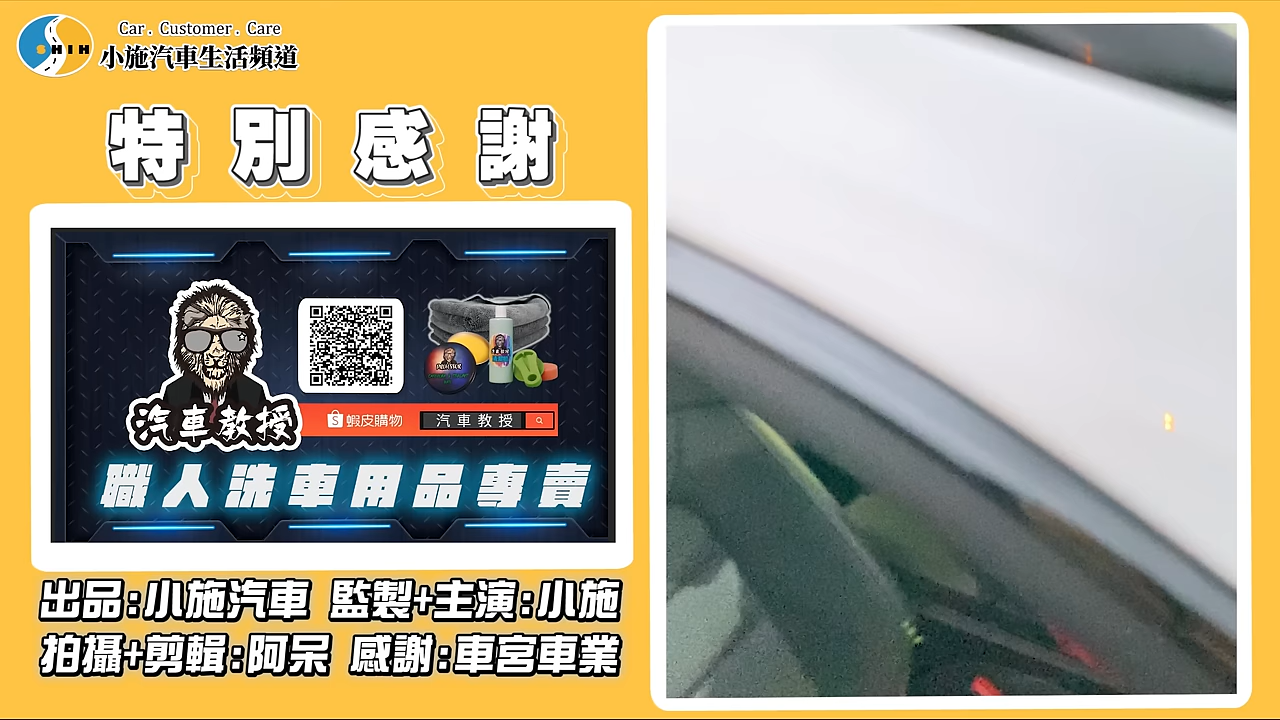 Car . Customer . Care
SHIH
小施汽車生活頻道
特別感謝
汽車教授
蝦皮購物
汽車教授
職人洗車用品專賣
出品:小施汽車 監製+主演:小施
拍攝+剪輯:阿呆 感謝:車宮車業